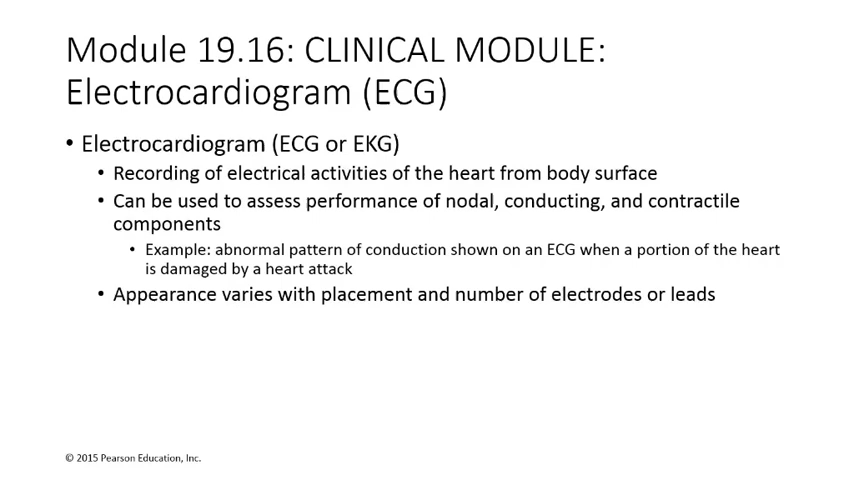 Module 19.16: CLINICAL MODULE:
Electrocardiogram (ECG)
• Electrocardiogram (ECG or EKG)
• Recording of electrical activities of the heart from body surface
• Can be used to assess performance of nodal, conducting, and contractile
components
• Example: abnormal pattern of conduction shown on an ECG when a portion of the heart
is damaged by a heart attack
• Appearance varies with placement and number of electrodes or leads
© 2015 Pearson Education, Inc.